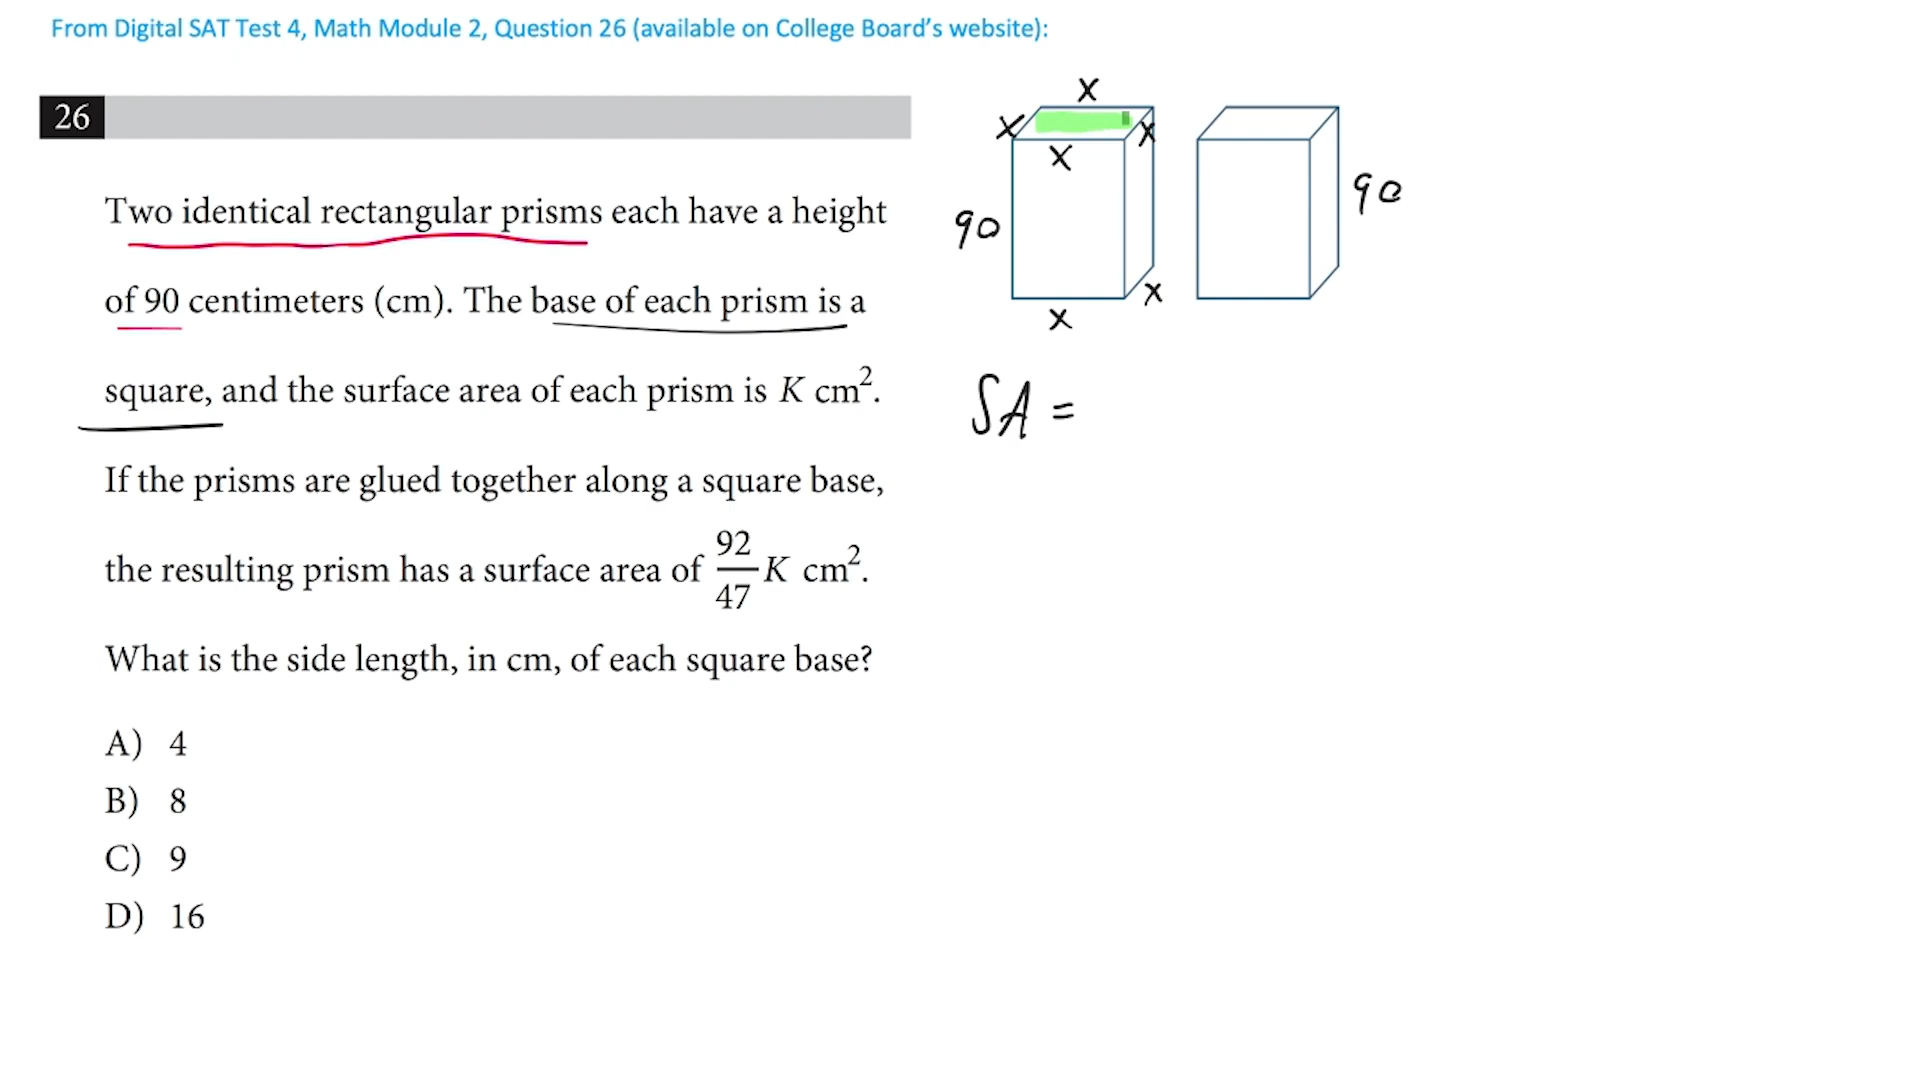 From Digital SAT Test 4, Math Module 2, Question 26 (available on College Board's website):
26
Two identical rectangular prisms each have a height
of 90 centimeters (cm). The base of each prism is a
square, and the surface area of each prism is K cm².
If the prisms are glued together along a square base,
the resulting prism has a surface area of 92/47 K cm².
What is the side length, in cm, of each square base?
A) 4
B) 8
C) 9
D) 16
x
x
x
x
90
x
x
90
SA =